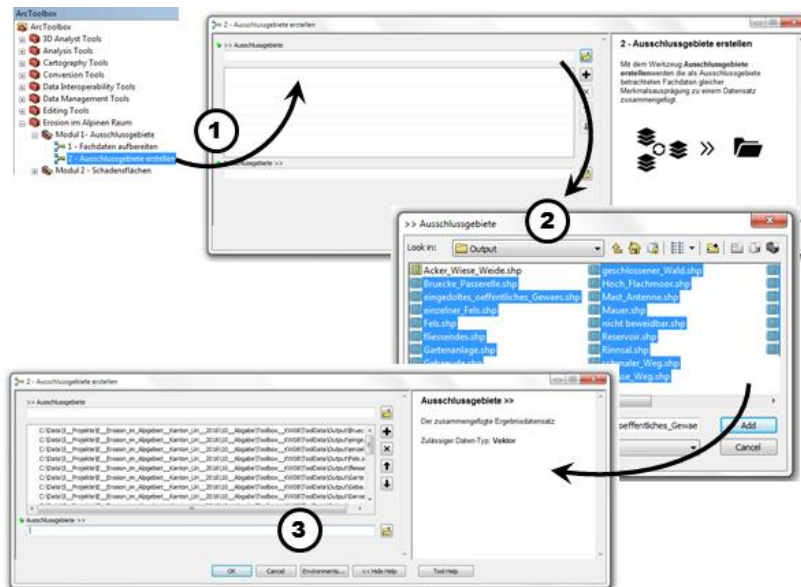 ArcToolbox
ArcToolbox
3D Analyst Tools
Analysis Tools
Cartography Tools
Conversion Tools
Data Interoperability Tools
Data Management Tools
Editing Tools
Erosion im Alpinen Raum
Modul 1- Ausschlussgebiete
1 - Fachdaten aufbereiten
2 - Ausschlussgebiete erstellen
Modul 2 - Schadensflächen
1
2 - Ausschlussgebiete erstellen
>> Ausschlussgebiete
Ausschlussgebiete >>
2 - Ausschlussgebiete erstellen
Mit dem Werkzeug Ausschlussgebiete
erstellenwerden die als Ausschlussgebiete
betrachteten Fachdaten gleicher
Merkmalsausprägung zu einem Datensatz
zusammengefügt.
2
>> Ausschlussgebiete
Look in:
Output
Acker_Wiese_Weide.shp
Bruecke_Passerelle.shp
eingedoltes_oeffentliches_Gewaes.shp
einzelner_Fels.shp
Fels.shp
fliessendes.shp
Gartenanlage.shp
Gebaeude.shp
geschlossener_Wald.shp
Hoch_Flachmoor.shp
Mast_Antenne.shp
Mauer.shp
nicht beweidbar.shp
Reservoir.shp
Rinnsal.shp
schmaler_Weg.shp
oeffentliches_Gewae
Add
Cancel
2 - Ausschlussgebiete erstellen
>> Ausschlussgebiete
Ausschlussgebiete >>
3
OK
Cancel
Environments...
<< Hide Help
Tool Help
Ausschlussgebiete >>
Der zusammengefügte Ergebnisdatensatz.
Zulässiger Daten-Typ: Vektor